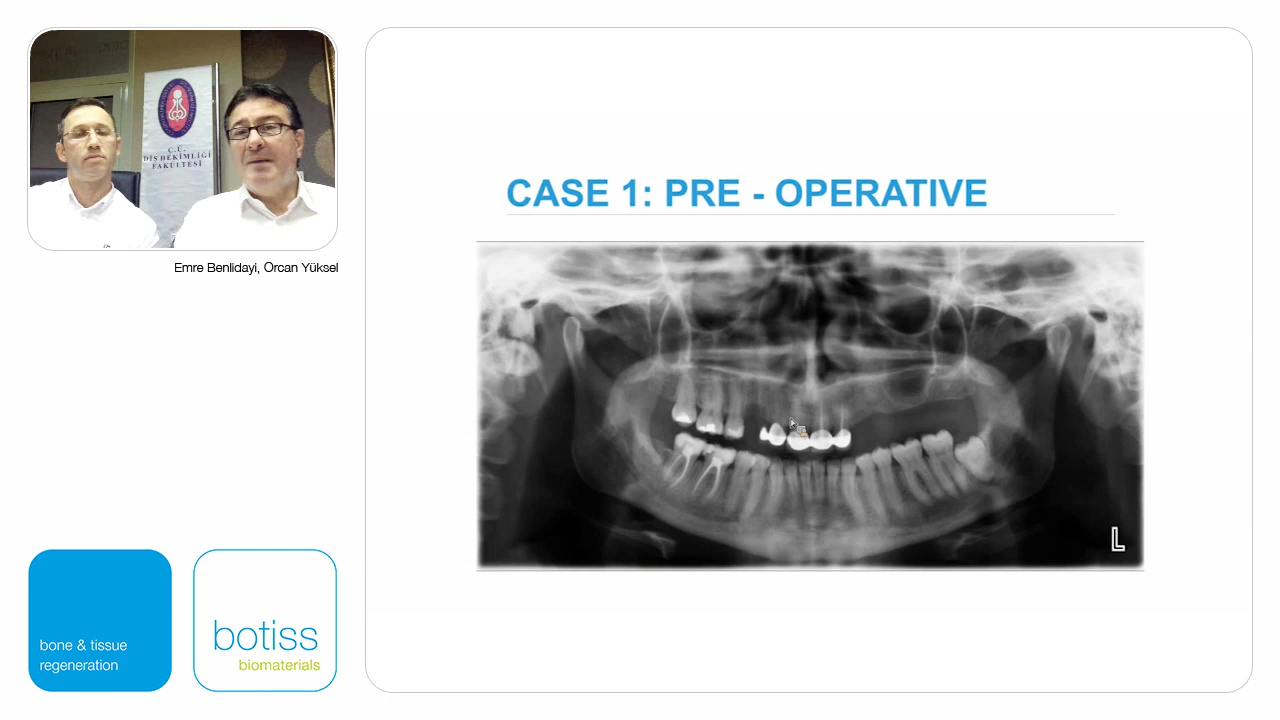 C.Ü.
DİŞ HEKİMLİĞİ
FAKÜLTESİ
Emre Benlidayi, Orcan Yüksel
CASE 1: PRE - OPERATIVE
L
bone & tissue
regeneration
botiss
biomaterials